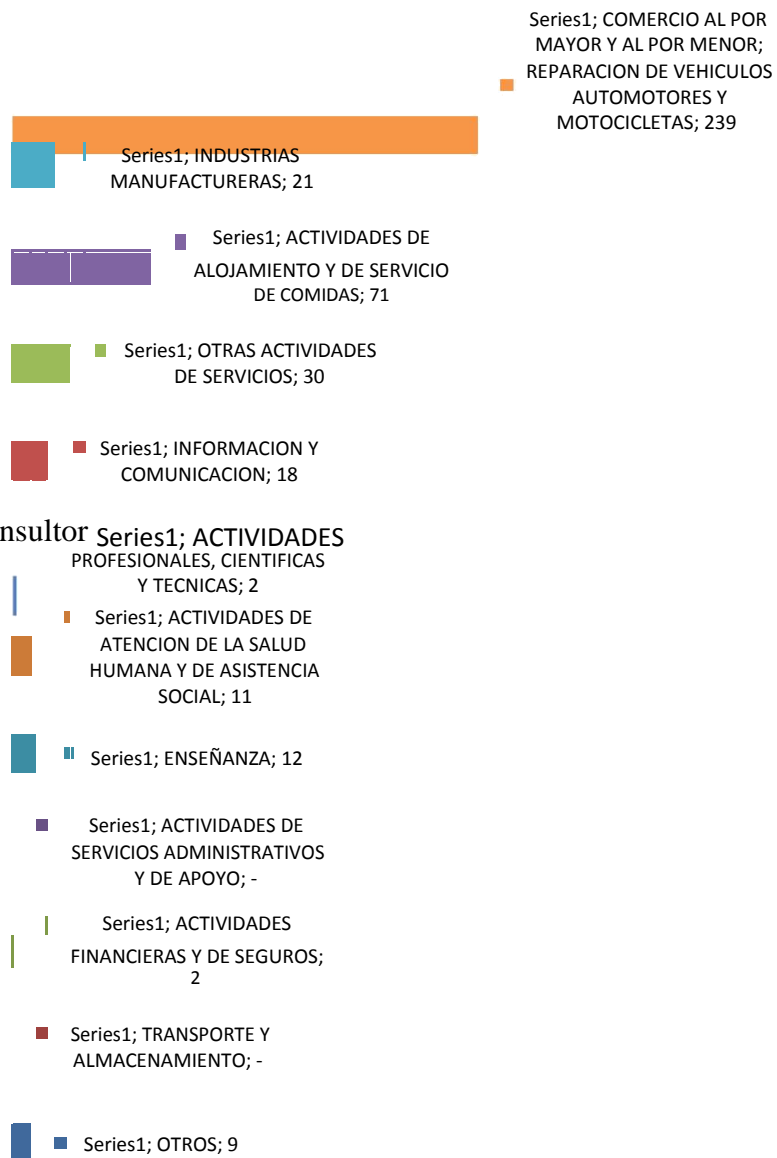 Series1; COMERCIO AL POR
MAYOR Y AL POR MENOR;
REPARACION DE VEHICULOS
AUTOMOTORES Y
MOTOCICLETAS; 239
Series1; INDUSTRIAS
MANUFACTURERAS; 21
Series1; ACTIVIDADES DE
ALOJAMIENTO Y DE SERVICIO
DE COMIDAS; 71
Series1; OTRAS ACTIVIDADES
DE SERVICIOS; 30
Series1; INFORMACION Y
COMUNICACION; 18
nsultor Series1; ACTIVIDADES
PROFESIONALES, CIENTIFICAS
Y TECNICAS; 2
Series1; ACTIVIDADES DE
ATENCION DE LA SALUD
HUMANA Y DE ASISTENCIA
SOCIAL; 11
Series1; ENSEÑANZA; 12
Series1; ACTIVIDADES DE
SERVICIOS ADMINISTRATIVOS
Y DE APOYO; -
Series1; ACTIVIDADES
FINANCIERAS Y DE SEGUROS;
2
Series1; TRANSPORTE Y
ALMACENAMIENTO; -
Series1; OTROS; 9